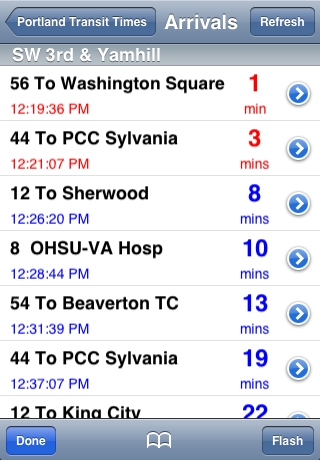 Portland Transit Times Arrivals Refresh
SW 3rd & Yamhill
56 To Washington Square 1
12:19:36 PM min
44 To PCC Sylvania 3
12:21:07 PM mins
12 To Sherwood 8
12:26:20 PM mins
8 OHSU-VA Hosp 10
12:28:44 PM mins
54 To Beaverton TC 13
12:31:39 PM mins
44 To PCC Sylvania 19
12:37:07 PM mins
12 To King City 22
Done Flash